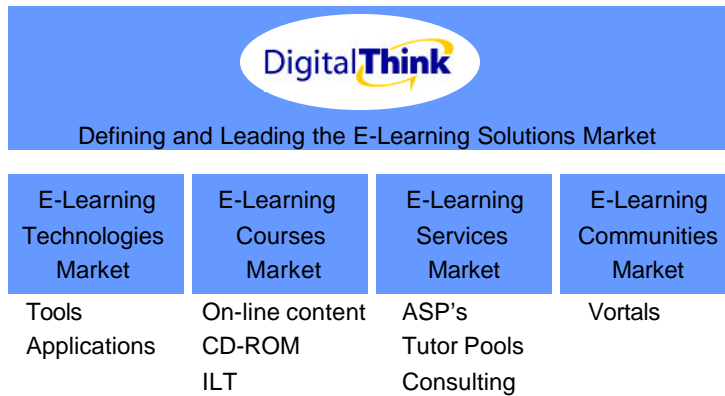 DigitalThink
Defining and Leading the E-Learning Solutions Market
E-Learning
Technologies
Market
Tools
Applications
E-Learning
Courses
Market
On-line content
CD-ROM
ILT
E-Learning
Services
Market
ASP's
Tutor Pools
Consulting
E-Learning
Communities
Market
Vortals